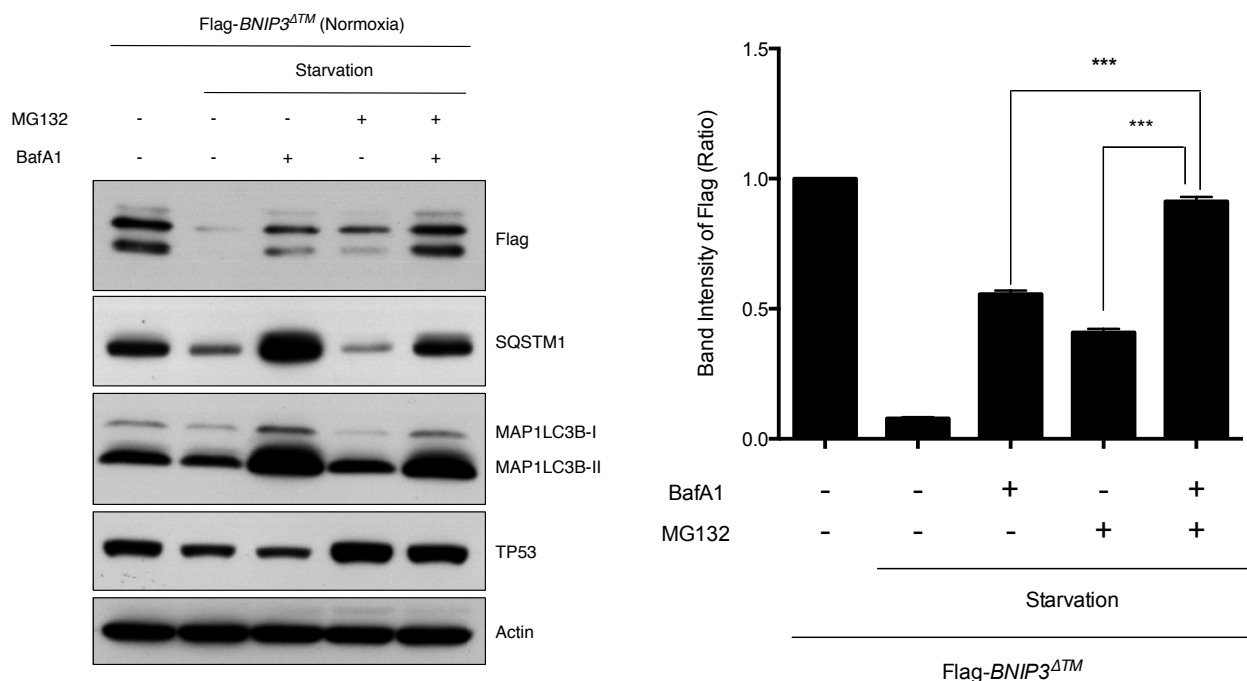 Flag-BNIP3ΔTM (Normoxia)
Starvation
MG132 - - - + +
BafA1 - - + - +
Flag
SQSTM1
MAP1LC3B-I
MAP1LC3B-II
TP53
Actin
Band Intensity of Flag (Ratio)
1.5
1.0
0.5
0.0
***
***
BafA1 - - + - +
MG132 - - - + +
Starvation
Flag-BNIP3ΔTM